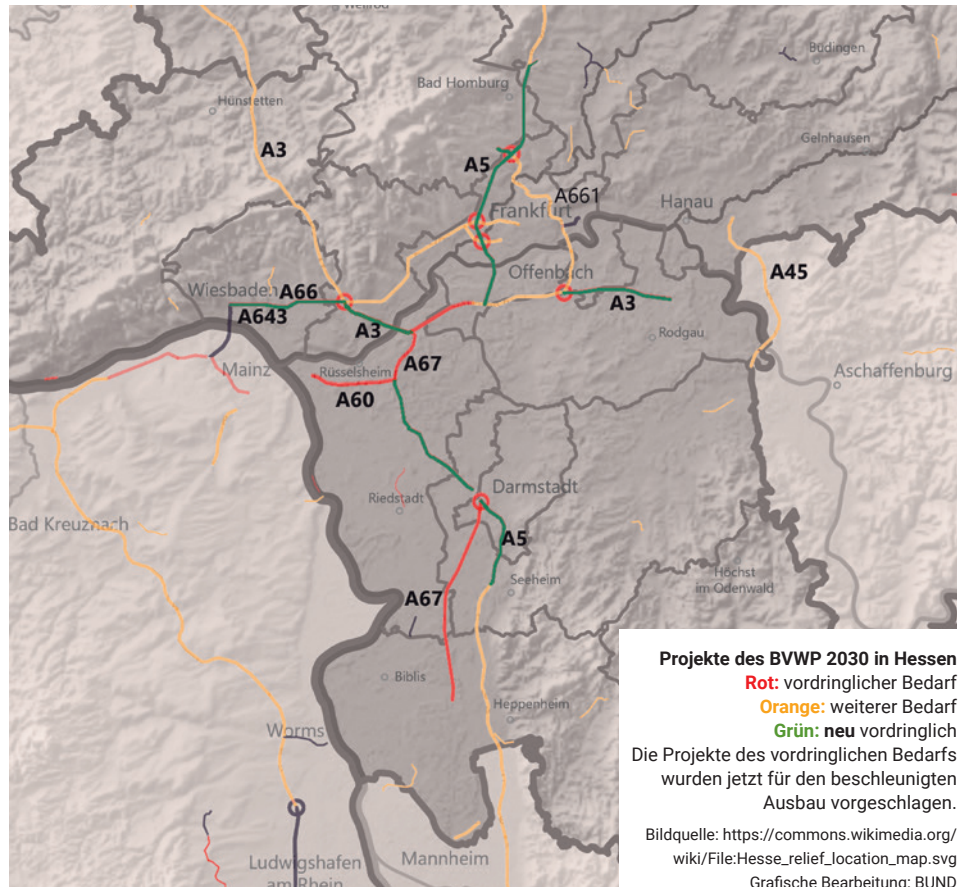 Weilrod
Büdingen
Bad Homburg
Hünstetten
Gelnhausen
A3
A5
A661
Hanau
Frankfurt
Offenbach
A45
Wiesbaden
A66
A643
A3
A3
Rodgau
A67
Mainz
Rüsselsheim
Aschaffenburg
A60
Darmstadt
Riedstadt
Bad Kreuznach
A5
Seeheim
Höchst
im Odenwald
A67
Biblis
Heppenheim
Worms
Ludwigshafen
am Rhein
Mannheim
Projekte des BVWP 2030 in Hessen
Rot: vordringlicher Bedarf
Orange: weiterer Bedarf
Grün: neu vordringlich
Die Projekte des vordringlichen Bedarfs
wurden jetzt für den beschleunigten
Ausbau vorgeschlagen.
Bildquelle: https://commons.wikimedia.org/
wiki/File:Hesse_relief_location_map.svg
Grafische Bearbeitung: BUND